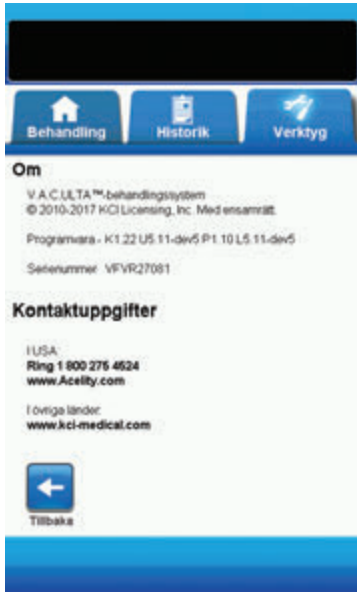 Behandling
Historik
Verktyg
Om
V.A.C.ULTA™-behandlingssystem
© 2010-2017 KCI Licensing, Inc. Med ensamrätt.
Programvara - K1.22 U5.11-dev5 P1.10 L5.11-dev5
Serienummer VFVR27081
Kontaktuppgifter
I USA:
Ring 1 800 275 4524
www.Acelity.com
I övriga länder:
www.kci-medical.com
Tillbaka